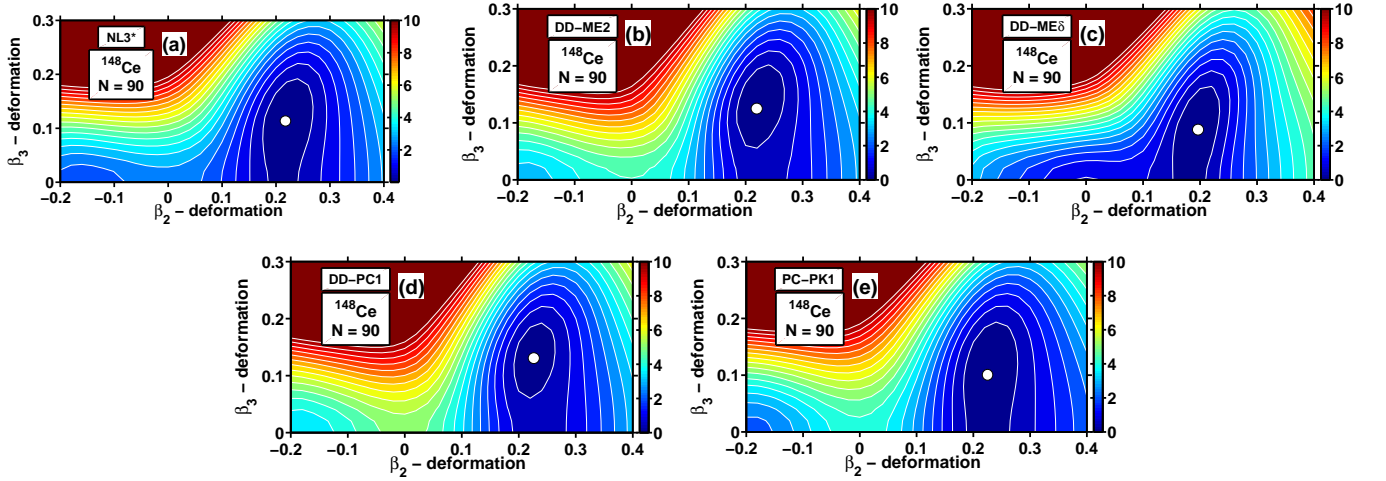 NL3*
(a)
¹⁴⁸Ce
N = 90
β₃ − deformation
0.3
0.2
0.1
0
−0.2 −0.1 0 0.1 0.2 0.3 0.4
β₂ − deformation
10
8
6
4
2
DD−ME2
(b)
¹⁴⁸Ce
N = 90
β₃ − deformation
0.3
0.2
0.1
0
−0.2 −0.1 0 0.1 0.2 0.3 0.4
β₂ − deformation
10
8
6
4
2
0
DD−MEδ
(c)
¹⁴⁸Ce
N = 90
β₃ − deformation
0.3
0.2
0.1
0
−0.2 −0.1 0 0.1 0.2 0.3 0.4
β₂ − deformation
10
8
6
4
2
0
DD−PC1
(d)
¹⁴⁸Ce
N = 90
β₃ − deformation
0.3
0.2
0.1
0
−0.2 −0.1 0 0.1 0.2 0.3 0.4
β₂ − deformation
10
8
6
4
2
0
PC−PK1
(e)
¹⁴⁸Ce
N = 90
β₃ − deformation
0.3
0.2
0.1
0
−0.2 −0.1 0 0.1 0.2 0.3 0.4
β₂ − deformation
10
8
6
4
2
0